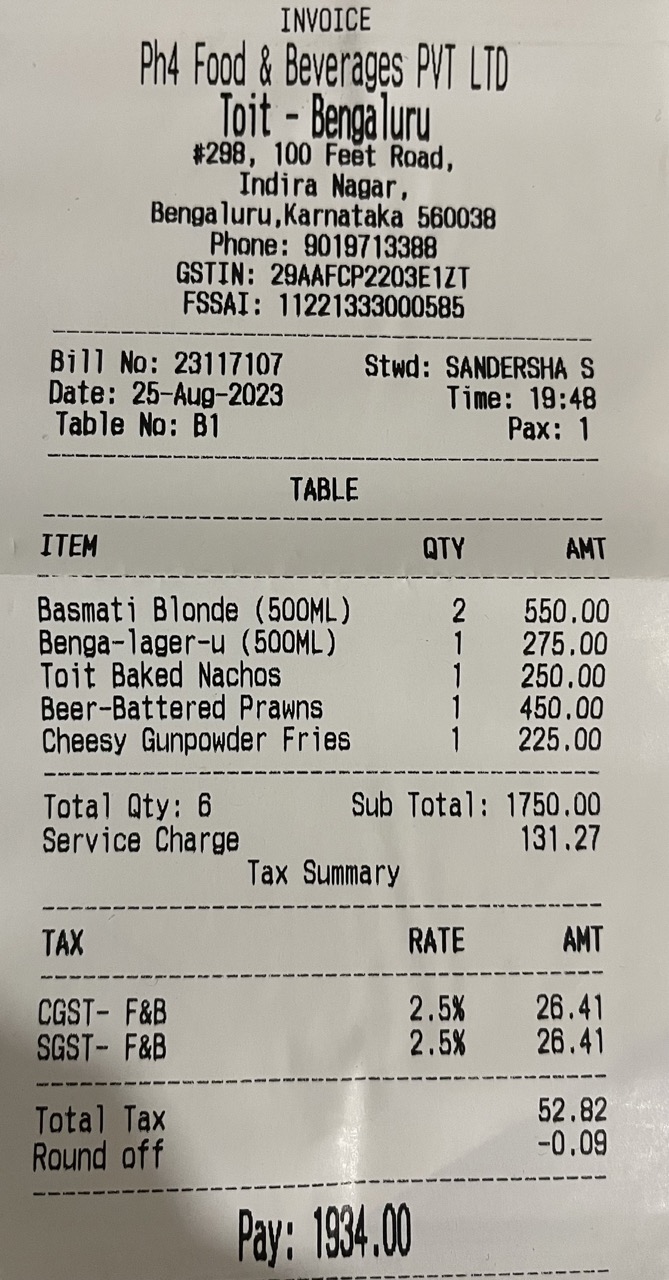 INVOICE
Ph4 Food & Beverages PVT LTD
Toit - Bengaluru
#298, 100 Feet Road,
Indira Nagar,
Bengaluru,Karnataka 560038
Phone: 9019713388
GSTIN: 29AAFCP2203E1ZT
FSSAI: 11221333000585
Bill No: 23117107 Stwd: SANDERSHA S
Date: 25-Aug-2023 Time: 19:48
Table No: B1 Pax: 1
TABLE
ITEM QTY AMT
Basmati Blonde (500ML) 2 550.00
Benga-lager-u (500ML) 1 275.00
Toit Baked Nachos 1 250.00
Beer-Battered Prawns 1 450.00
Cheesy Gunpowder Fries 1 225.00
Total Qty: 6 Sub Total: 1750.00
Service Charge 131.27
Tax Summary
TAX RATE AMT
CGST- F&B 2.5% 26.41
SGST- F&B 2.5% 26.41
Total Tax 52.82
Round off -0.09
Pay: 1934.00